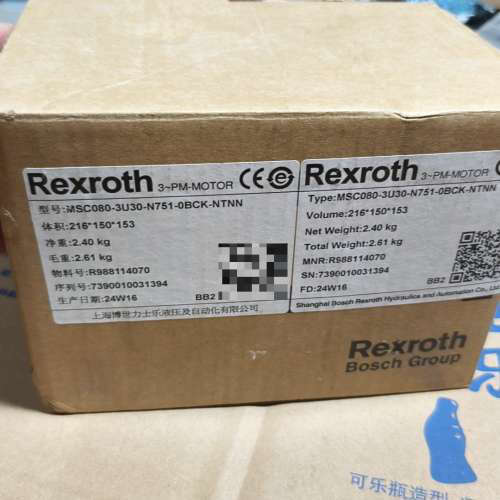 Rexroth 3~PM-MOTOR CE
型号:MSC080-3U30-N751-0BCK-NTNN
体积:216*150*153
净重:2.40 kg
毛重:2.61 kg
物料号:R988114070
序列号:7390010031394
生产日期:24W16
BB2
上海博世力士乐液压及自动化有限公司
Rexroth 3~PM-MOTOR
Type:MSC080-3U30-N751-0BCK-NTNN
Volume:216*150*153
Net Weight:2.40 kg
Total Weight:2.61 kg
MNR:R988114070
SN:7390010031394
FD:24W16
BB2
Shanghai Bosch Rexroth Hydraulics and Automation Co., Ltd
Rexroth
Bosch Group
可乐瓶造型